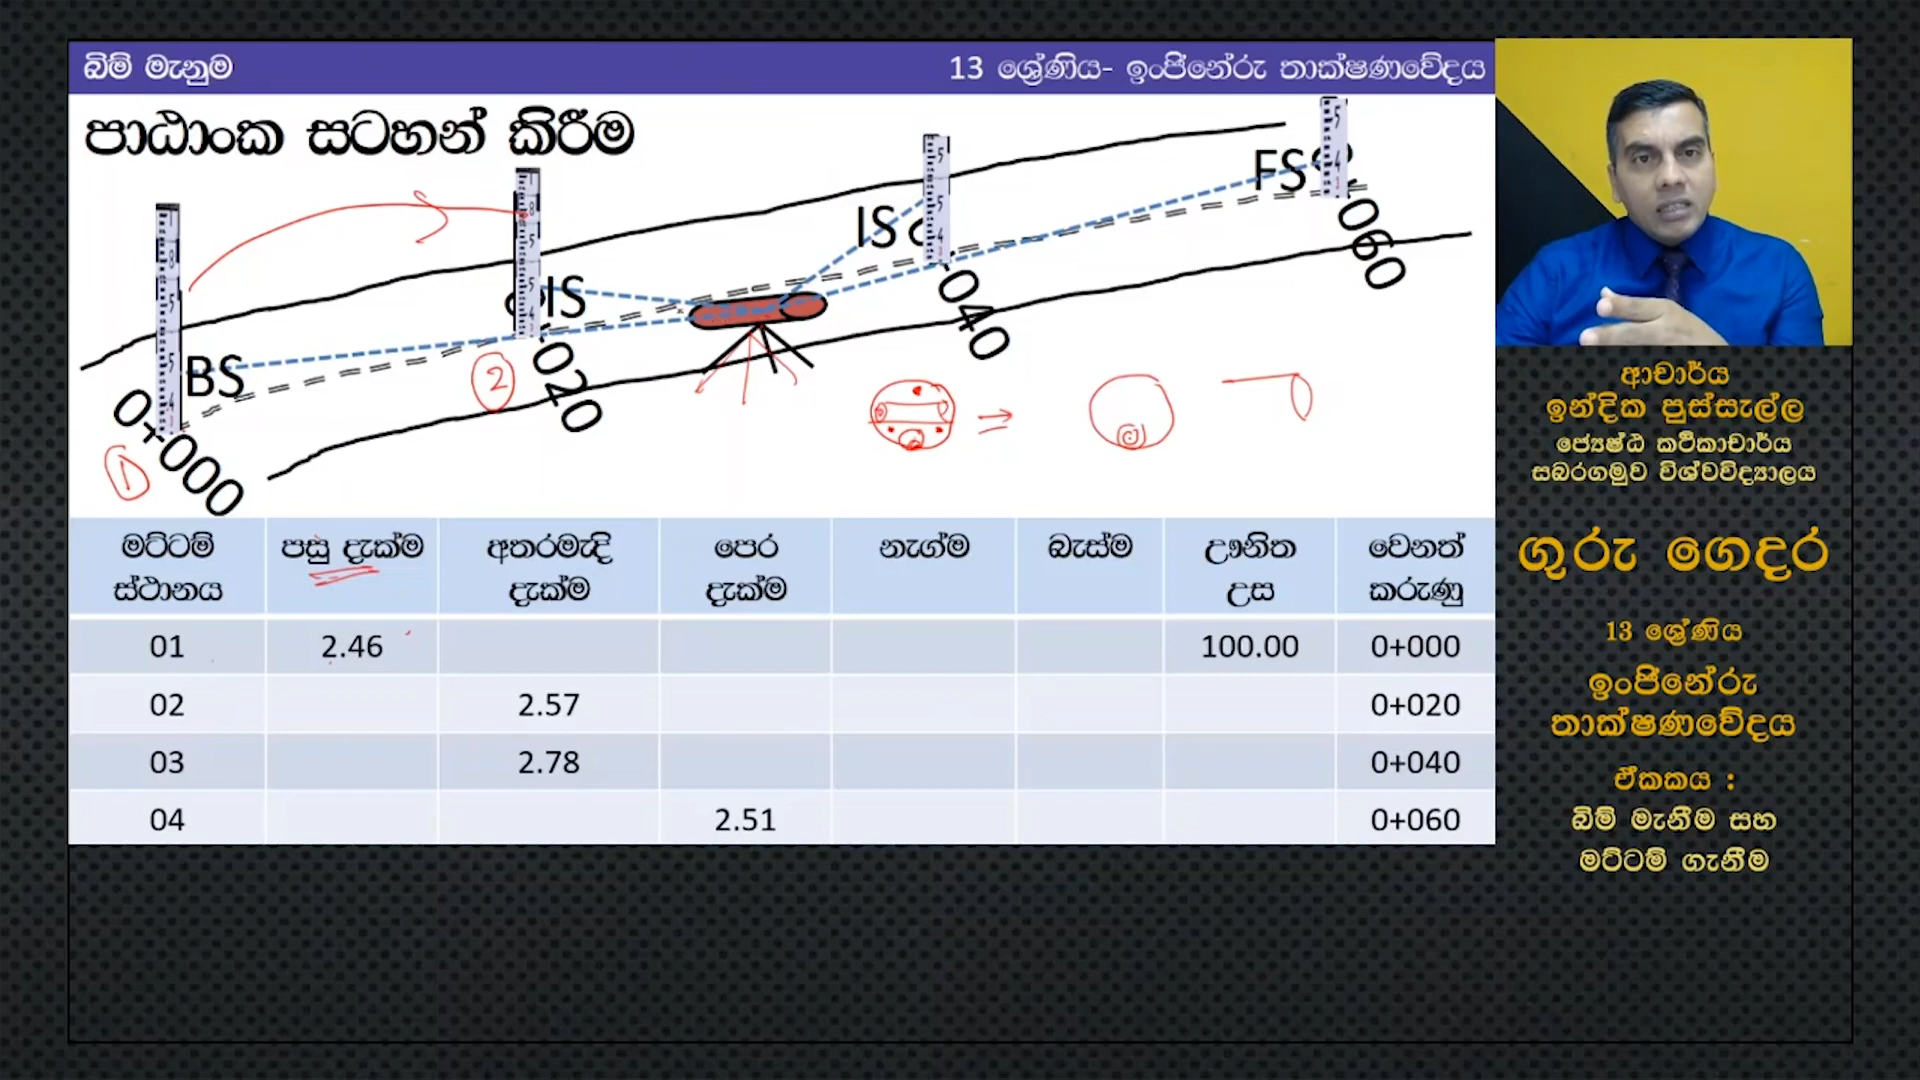 බිම් මැනුම
13 ශ්‍රේණිය- ඉංජිනේරු තාක්ෂණවේදය
පාඨාංක සටහන් කිරීම
BS
IS
IS
FS
0+000
020
040
060
1
2
මට්ටම් ස්ථානය
පසු දැක්ම
අතරමැදි දැක්ම
පෙර දැක්ම
නැග්ම
බැස්ම
ඌනිත උස
වෙනත් කරුණු
01 2.46 100.00 0+000
02 2.57 0+020
03 2.78 0+040
04 2.51 0+060
ආචාර්ය
ඉන්දික පුස්සැල්ල
ජ්‍යෙෂ්ඨ කථිකාචාර්ය
සබරගමුව විශ්වවිද්‍යාලය
ගුරු ගෙදර
13 ශ්‍රේණිය
ඉංජිනේරු
තාක්ෂණවේදය
ඒකකය :
බිම් මැනීම සහ
මට්ටම් ගැනීම